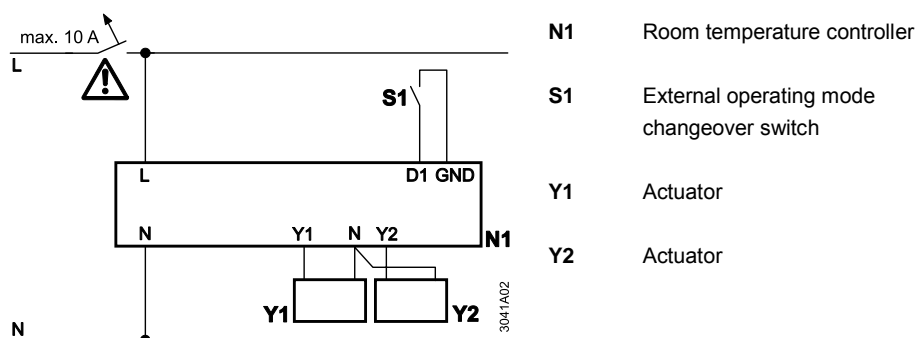 max. 10 A
L
S1
L
D1 GND
N
Y1 N Y2
N1
Y1
Y2
3041A02
N
N1 Room temperature controller
S1 External operating mode
changeover switch
Y1 Actuator
Y2 Actuator